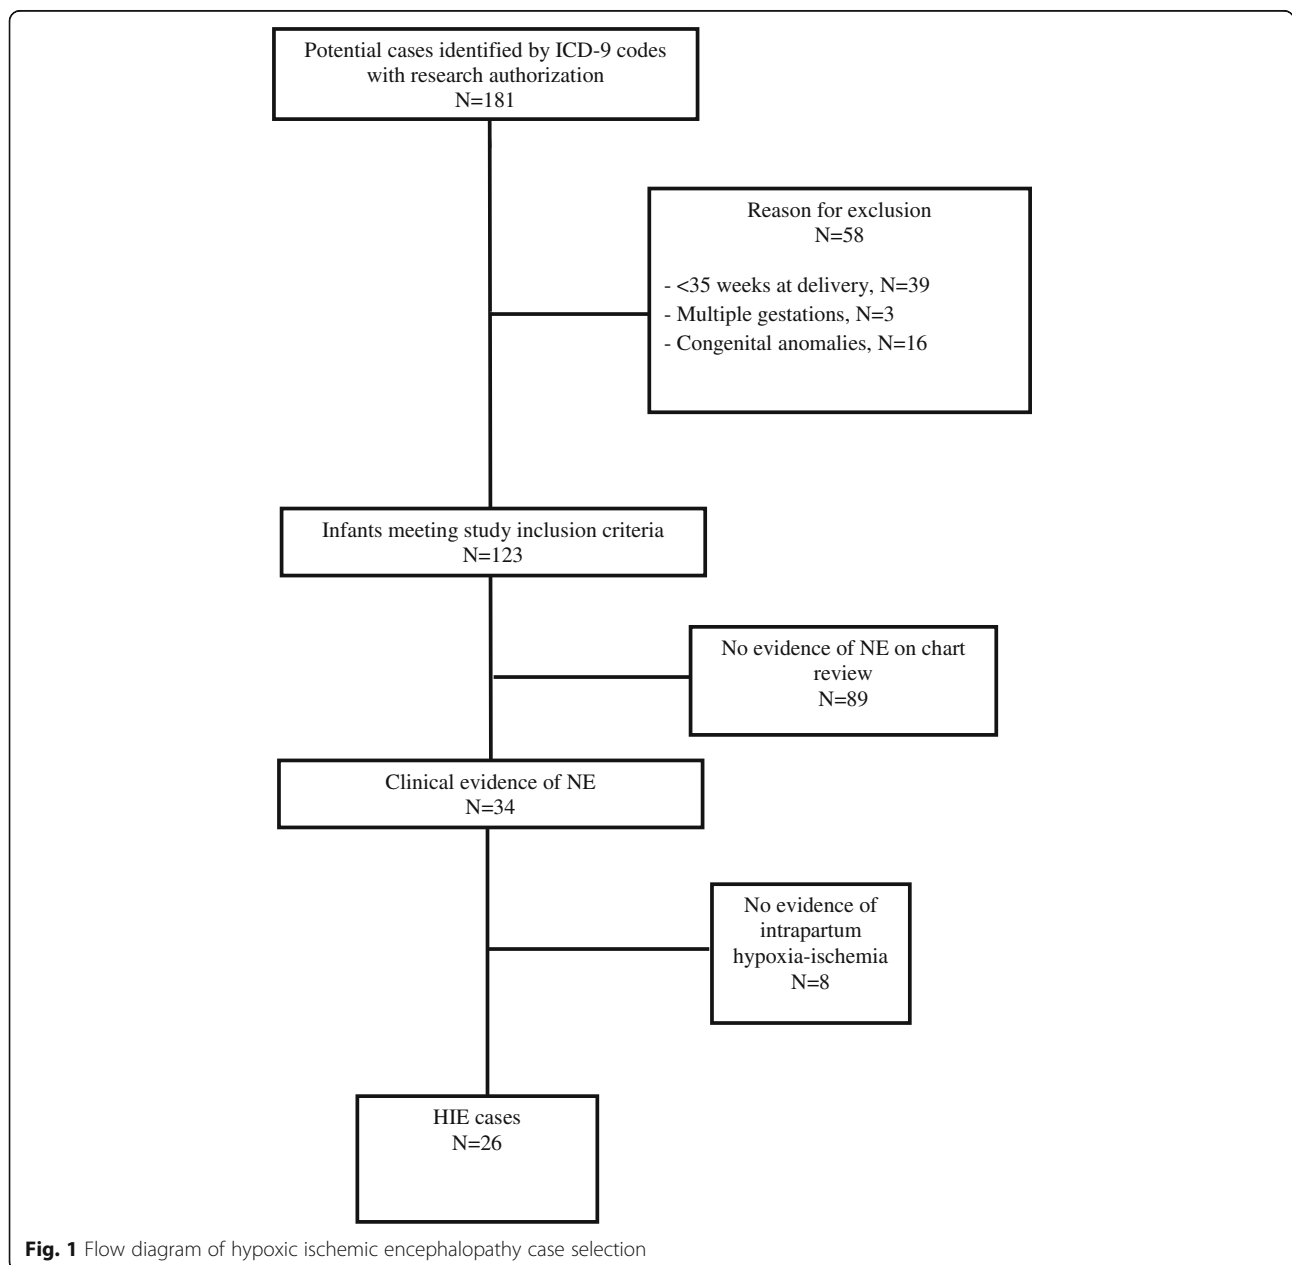 Potential cases identified by ICD-9 codes
with research authorization
N=181
Reason for exclusion
N=58
- <35 weeks at delivery, N=39
- Multiple gestations, N=3
- Congenital anomalies, N=16
Infants meeting study inclusion criteria
N=123
No evidence of NE on chart
review
N=89
Clinical evidence of NE
N=34
No evidence of
intrapartum
hypoxia-ischemia
N=8
HIE cases
N=26
Fig. 1 Flow diagram of hypoxic ischemic encephalopathy case selection